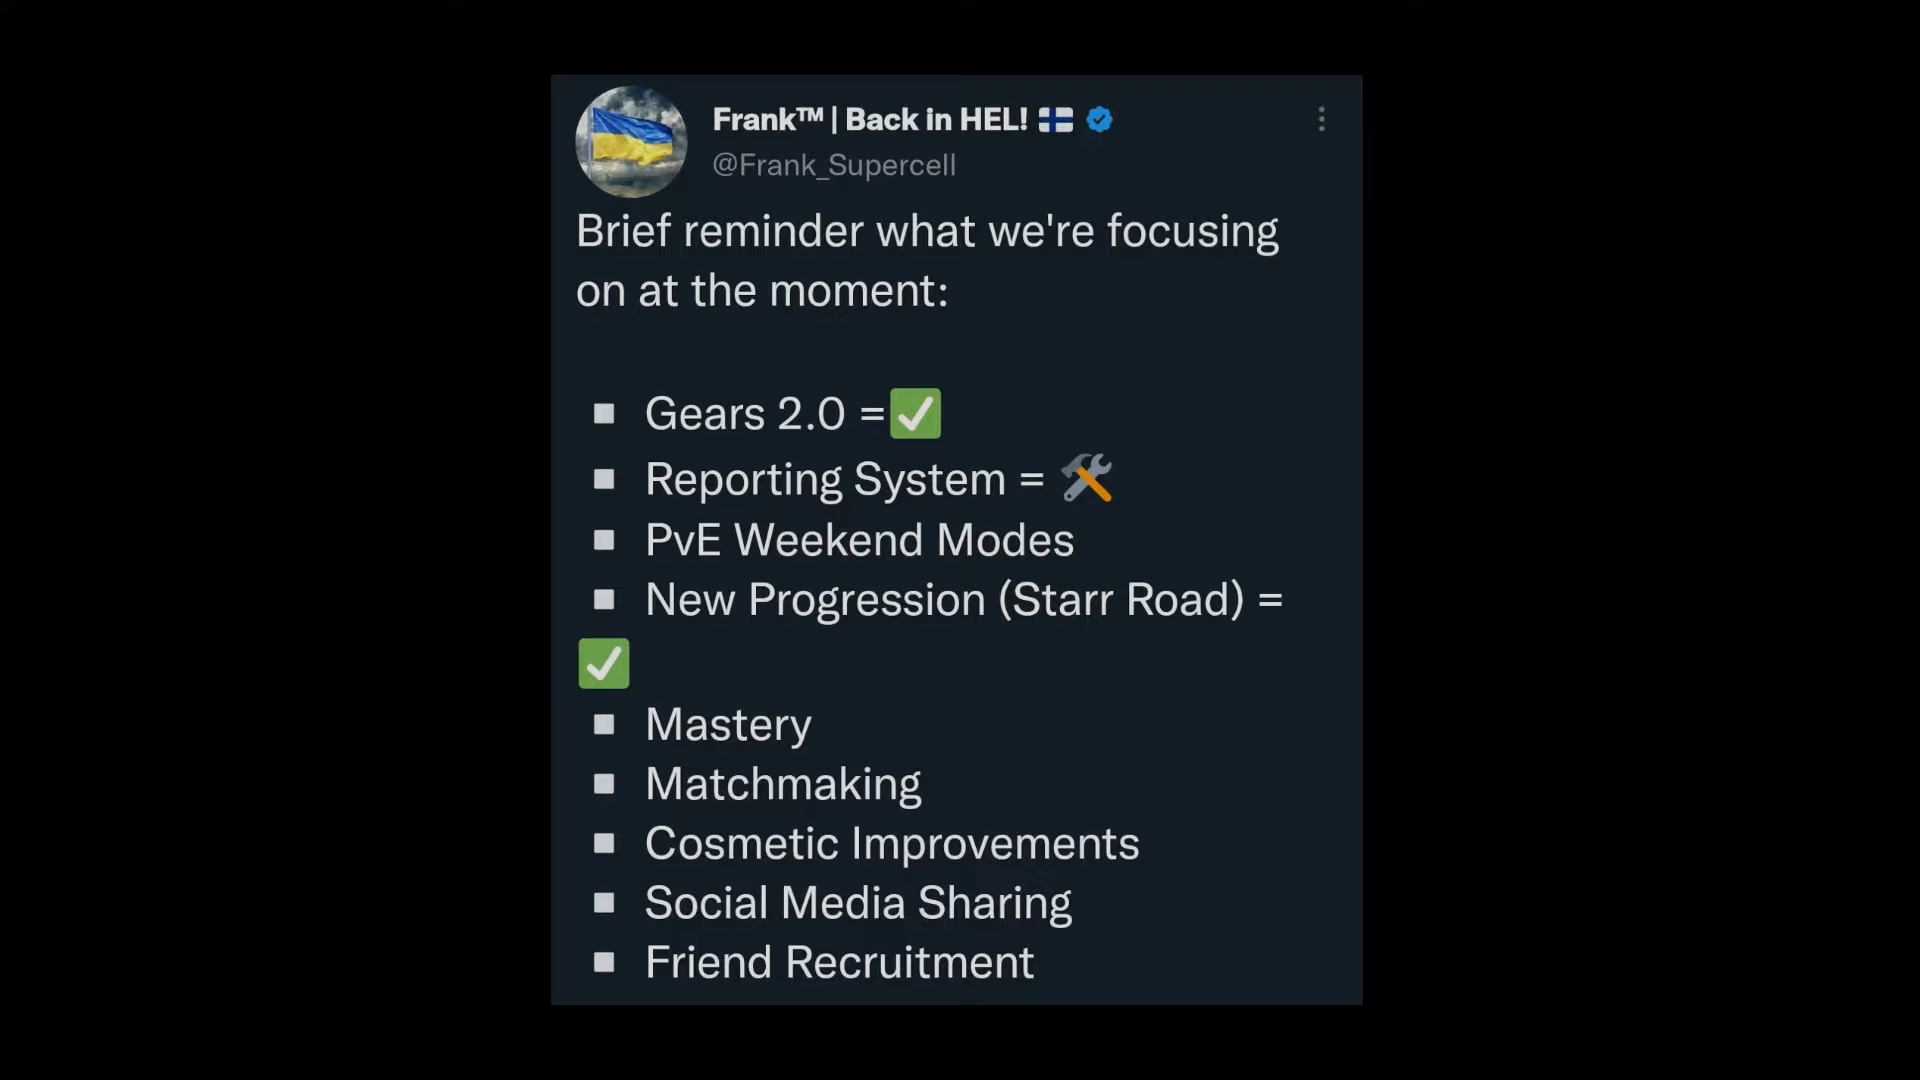 Frank™ | Back in HEL! 🇫🇮
@Frank_Supercell
Brief reminder what we're focusing
on at the moment:
▪ Gears 2.0 =✅
▪ Reporting System = 🛠
▪ PvE Weekend Modes
▪ New Progression (Starr Road) =
✅
▪ Mastery
▪ Matchmaking
▪ Cosmetic Improvements
▪ Social Media Sharing
▪ Friend Recruitment